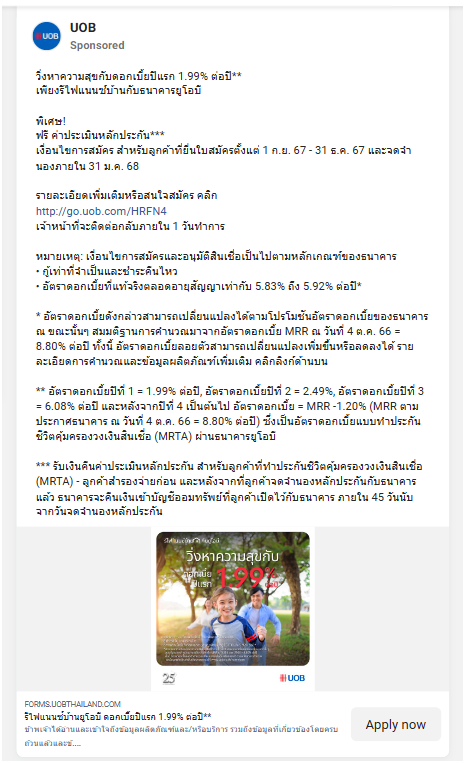 UOB
Sponsored
วิ่งหาความสุขกับดอกเบี้ยปีแรก 1.99% ต่อปี**
เพียงรีไฟแนนซ์บ้านกับธนาคารยูโอบี
พิเศษ!
ฟรี ค่าประเมินหลักประกัน***
เงื่อนไขการสมัคร สำหรับลูกค้าที่ยื่นใบสมัครตั้งแต่ 1 ก.ย. 67 - 31 ธ.ค. 67 และจดจำ
นองภายใน 31 ม.ค. 68
รายละเอียดเพิ่มเติมหรือสนใจสมัคร คลิก
http://go.uob.com/HRFN4
เจ้าหน้าที่จะติดต่อกลับภายใน 1 วันทำการ
หมายเหตุ: เงื่อนไขการสมัครและอนุมัติสินเชื่อเป็นไปตามหลักเกณฑ์ของธนาคาร
• กู้เท่าที่จำเป็นและชำระคืนไหว
• อัตราดอกเบี้ยที่แท้จริงตลอดอายุสัญญาเท่ากับ 5.83% ถึง 5.92% ต่อปี*
* อัตราดอกเบี้ยดังกล่าวสามารถเปลี่ยนแปลงได้ตามโปรโมชันอัตราดอกเบี้ยของธนาคาร
ณ ขณะนั้นๆ สมมติฐานการคำนวณมาจากอัตราดอกเบี้ย MRR ณ วันที่ 4 ต.ค. 66 =
8.80% ต่อปี ทั้งนี้ อัตราดอกเบี้ยลอยตัวสามารถเปลี่ยนแปลงเพิ่มขึ้นหรือลดลงได้ ราย
ละเอียดการคำนวณและข้อมูลผลิตภัณฑ์เพิ่มเติม คลิกลิงก์ด้านบน
** อัตราดอกเบี้ยปีที่ 1 = 1.99% ต่อปี, อัตราดอกเบี้ยปีที่ 2 = 2.49%, อัตราดอกเบี้ยปีที่ 3
= 6.08% ต่อปี และหลังจากปีที่ 4 เป็นต้นไป อัตราดอกเบี้ย = MRR -1.20% (MRR ตาม
ประกาศธนาคาร ณ วันที่ 4 ต.ค. 66 = 8.80% ต่อปี) ซึ่งเป็นอัตราดอกเบี้ยแบบทำประกัน
ชีวิตคุ้มครองวงเงินสินเชื่อ (MRTA) ผ่านธนาคารยูโอบี
*** รับเงินคืนค่าประเมินหลักประกัน สำหรับลูกค้าที่ทำประกันชีวิตคุ้มครองวงเงินสินเชื่อ
(MRTA) - ลูกค้าสำรองจ่ายก่อน และหลังจากที่ลูกค้าจดจำนองหลักประกันกับธนาคาร
แล้ว ธนาคารจะคืนเงินเข้าบัญชีออมทรัพย์ที่ลูกค้าเปิดไว้กับธนาคาร ภายใน 45 วันนับ
จากวันจดจำนองหลักประกัน
รีไฟแนนซ์บ้านกับยูโอบี
วิ่งหาความสุขกับ
ดอกเบี้ย
ปีแรก 1.99% ต่อปี
25
UOB
FORMS.UOBTHAILAND.COM
รีไฟแนนซ์บ้านยูโอบี ดอกเบี้ยปีแรก 1.99% ต่อปี**
ข้าพเจ้าได้อ่านและเข้าใจถึงข้อมูลผลิตภัณฑ์และ/หรือบริการ รวมถึงข้อมูลที่เกี่ยวข้องโดยครบ
ถ้วนแล้วและข้....
Apply now